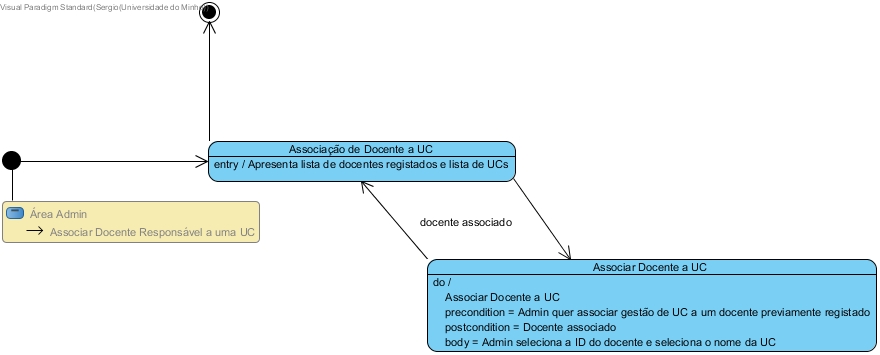 Visual Paradigm Standard(Sergio(Universidade do Minho))
Associação de Docente a UC
entry / Apresenta lista de docentes registados e lista de UCs
Área Admin
Associar Docente Responsável a uma UC
docente associado
Associar Docente a UC
do /
Associar Docente a UC
precondition = Admin quer associar gestão de UC a um docente previamente registado
postcondition = Docente associado
body = Admin seleciona a ID do docente e seleciona o nome da UC